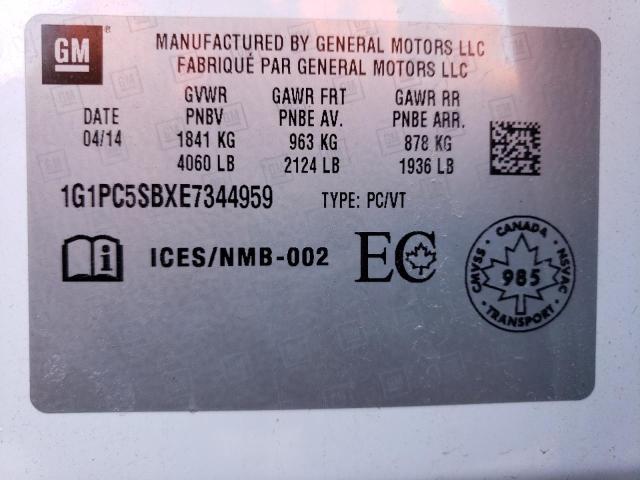 GM ®
MANUFACTURED BY GENERAL MOTORS LLC
FABRIQUÉ PAR GENERAL MOTORS LLC
GVWR GAWR FRT GAWR RR
DATE PNBV PNBE AV. PNBE ARR.
04/14 1841 KG 963 KG 878 KG
4060 LB 2124 LB 1936 LB
1G1PC5SBXE7344959 TYPE: PC/VT
i ICES/NMB-002 EC
CANADA
CMVSS 985 NSVAC
TRANSPORT